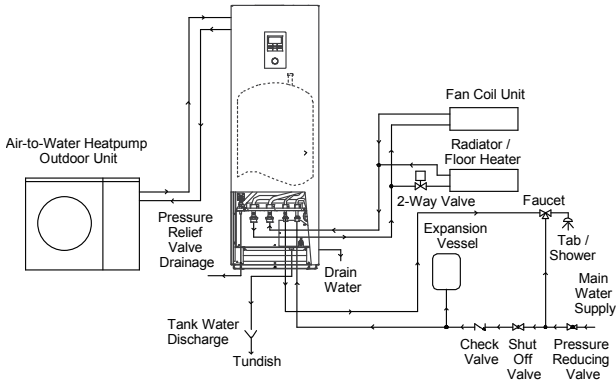 Air-to-Water Heatpump
Outdoor Unit
Fan Coil Unit
Radiator /
Floor Heater
2-Way Valve
Faucet
Pressure
Relief
Valve
Drainage
Expansion
Vessel
Tab /
Shower
Drain
Water
Main
Water
Supply
Tank Water
Discharge
Tundish
Check
Valve
Shut
Off
Valve
Pressure
Reducing
Valve